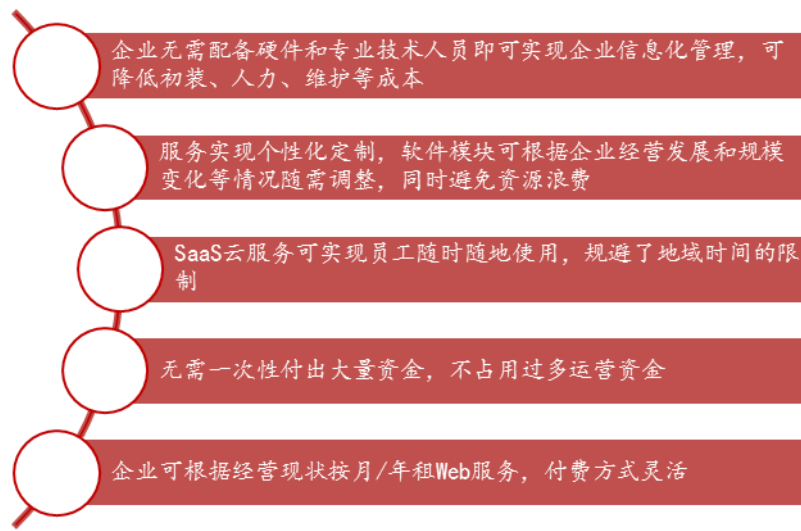 企业无需配备硬件和专业技术人员即可实现企业信息化管理，可
降低初装、人力、维护等成本
服务实现个性化定制，软件模块可根据企业经营发展和规模
变化等情况随需调整，同时避免资源浪费
SaaS云服务可实现员工随时随地使用，规避了地域时间的限
制
无需一次性付出大量资金，不占用过多运营资金
企业可根据经营现状按月/年租Web服务，付费方式灵活